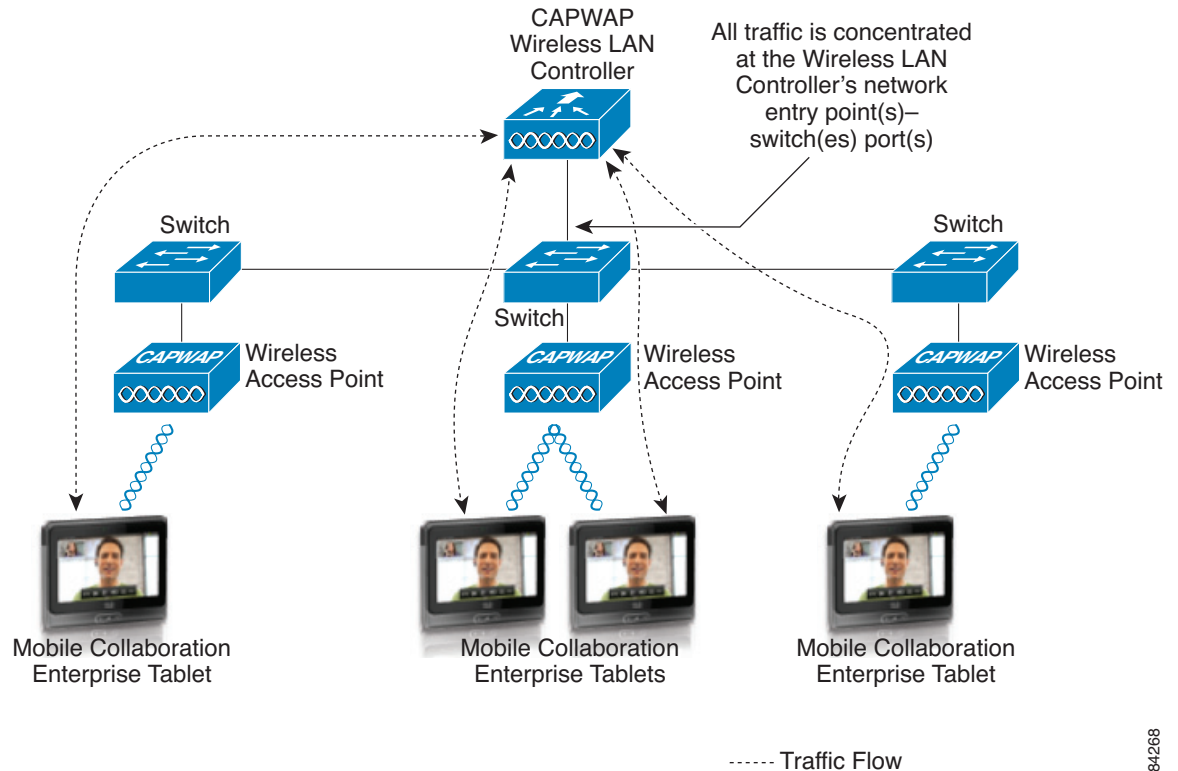 CAPWAP
Wireless LAN
Controller
All traffic is concentrated
at the Wireless LAN
Controller's network
entry point(s)–
switch(es) port(s)
Switch
Switch
Switch
CAPWAP
Wireless
Access Point
CAPWAP
Wireless
Access Point
CAPWAP
Wireless
Access Point
Mobile Collaboration
Enterprise Tablet
Mobile Collaboration
Enterprise Tablets
Mobile Collaboration
Enterprise Tablet
Traffic Flow
84268